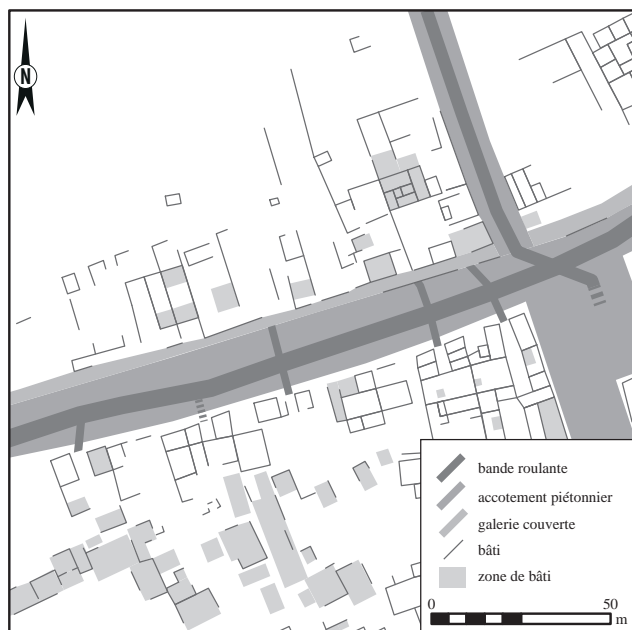 N
bande roulante
accotement piétonnier
galerie couverte
bâti
zone de bâti
0 50
m